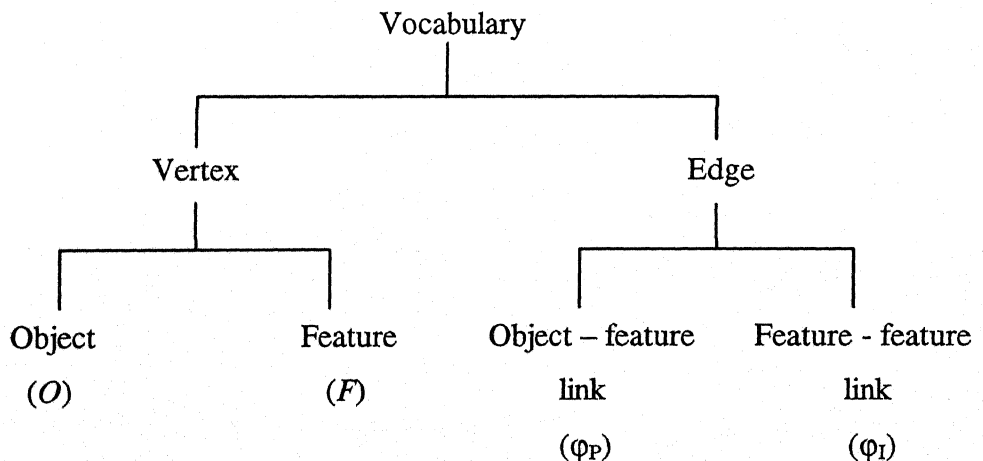 Vocabulary
Vertex
Edge
Object
(O)
Feature
(F)
Object – feature
link
(φP)
Feature - feature
link
(φI)